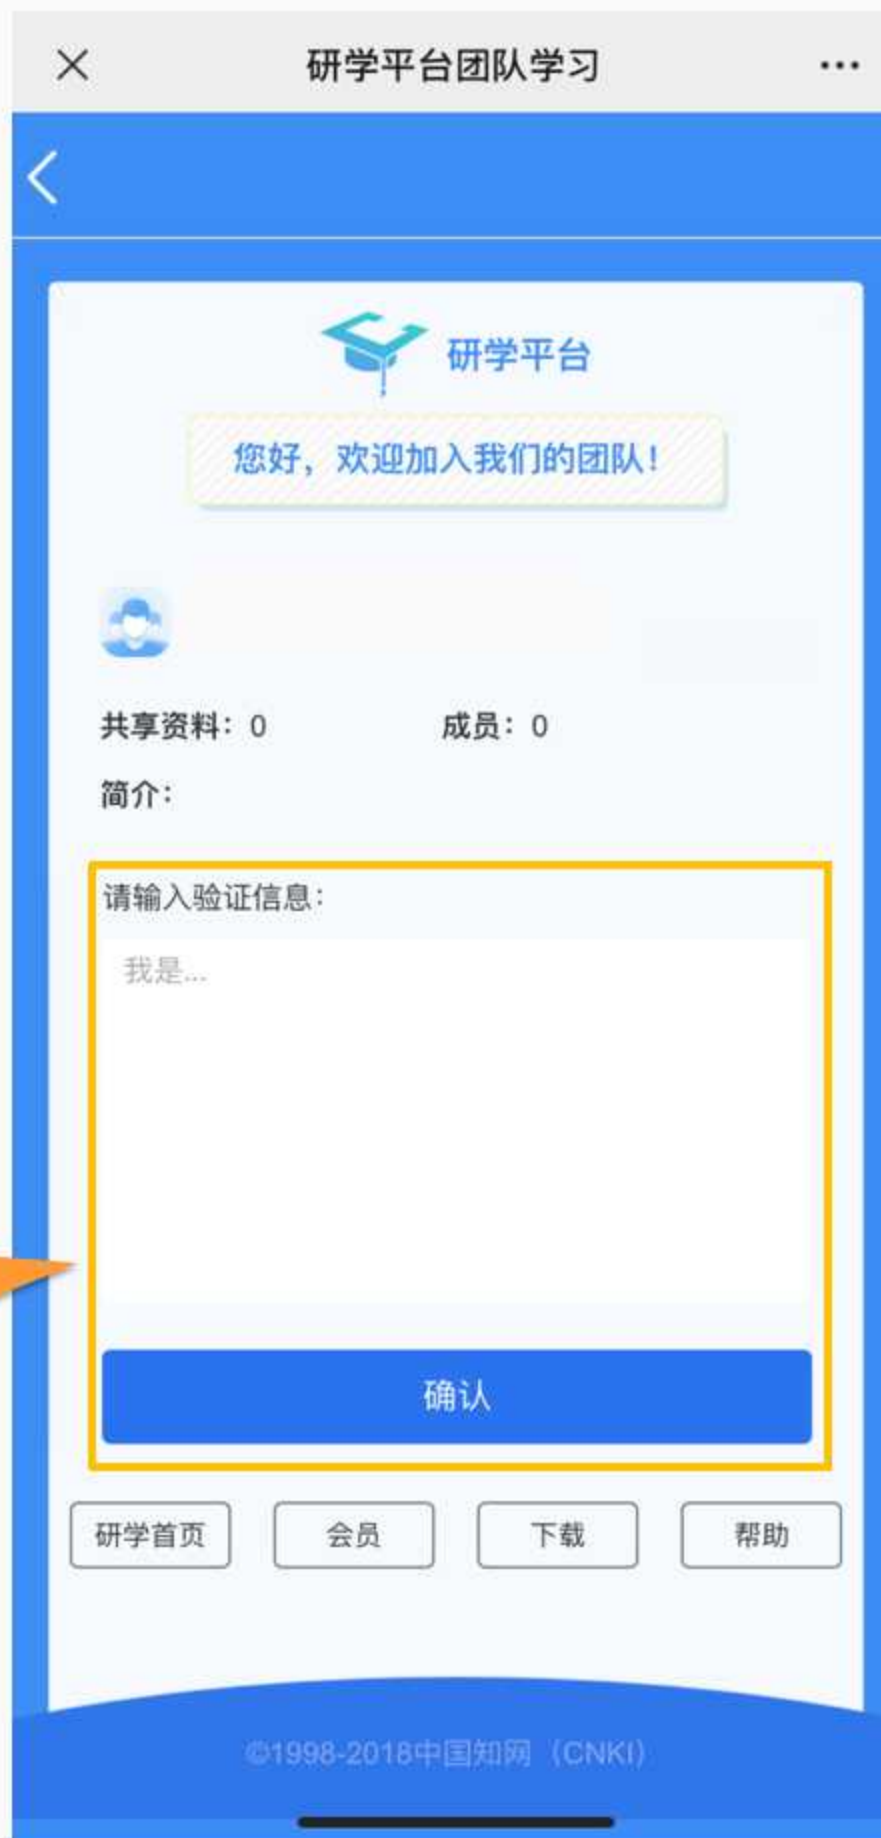 研学平台团队学习
研学平台
您好，欢迎加入我们的团队！
共享资料：0 成员：0
简介：
请输入验证信息：
我是...
确认
研学首页 会员 下载 帮助
©1998-2018中国知网（CNKI）